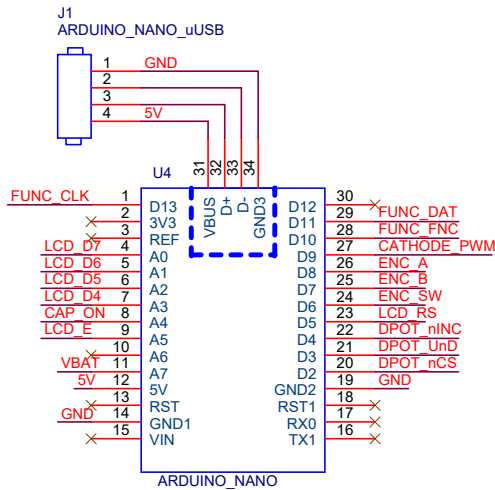 J1
ARDUINO_NANO_uUSB
1 GND
2
3
4 5V
31 32 33 34
U4
VBUS D+ D- GND3
FUNC_CLK 1 D13 D12 30
2 3V3 D11 29 FUNC_DAT
3 REF D10 28 FUNC_FNC
LCD_D7 4 A0 D9 27 CATHODE_PWM
LCD_D6 5 A1 D8 26 ENC_A
LCD_D5 6 A2 D7 25 ENC_B
LCD_D4 7 A3 D6 24 ENC_SW
CAP_ON 8 A4 D5 23 LCD_RS
LCD_E 9 A5 D4 22 DPOT_nINC
10 A6 D3 21 DPOT_UnD
VBAT 11 A7 D2 20 DPOT_nCS
5V 12 5V GND2 19 GND
13 RST RST1 18
GND 14 GND1 RX0 17
15 VIN TX1 16
ARDUINO_NANO